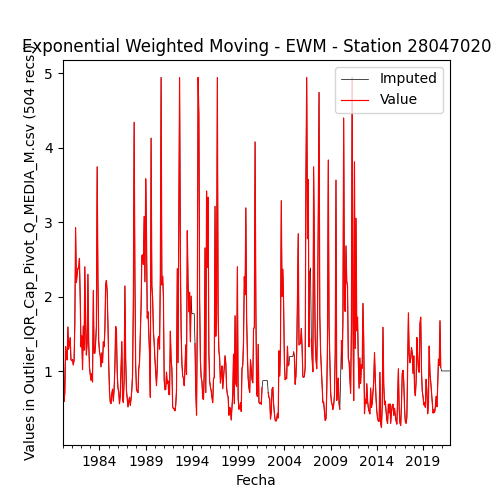 Exponential Weighted Moving - EWM - Station 28047020
Values in Outlier_IQR_Cap_Pivot_Q_MEDIA_M.csv (504 recs.)
Imputed
Value
5
4
3
2
1
1984
1989
1994
1999
2004
2009
2014
2019
Fecha